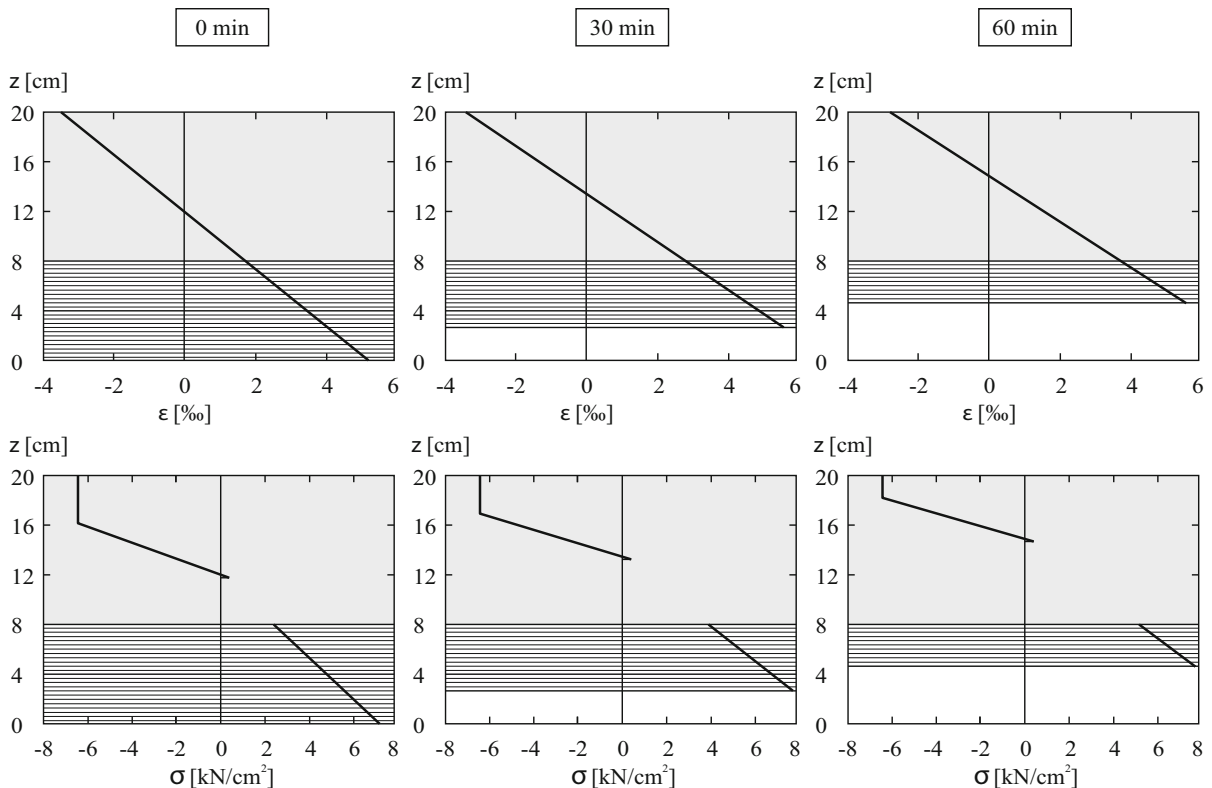 0 min 30 min 60 min
z [cm] z [cm] z [cm]
20 20 20
16 16 16
12 12 12
8 8 8
4 4 4
0 0 0
-4 -2 0 2 4 6 -4 -2 0 2 4 6 -4 -2 0 2 4 6
ε [‰] ε [‰] ε [‰]
z [cm] z [cm] z [cm]
20 20 20
16 16 16
12 12 12
8 8 8
4 4 4
0 0 0
-8 -6 -4 -2 0 2 4 6 8 -8 -6 -4 -2 0 2 4 6 8 -8 -6 -4 -2 0 2 4 6 8
σ [kN/cm²] σ [kN/cm²] σ [kN/cm²]